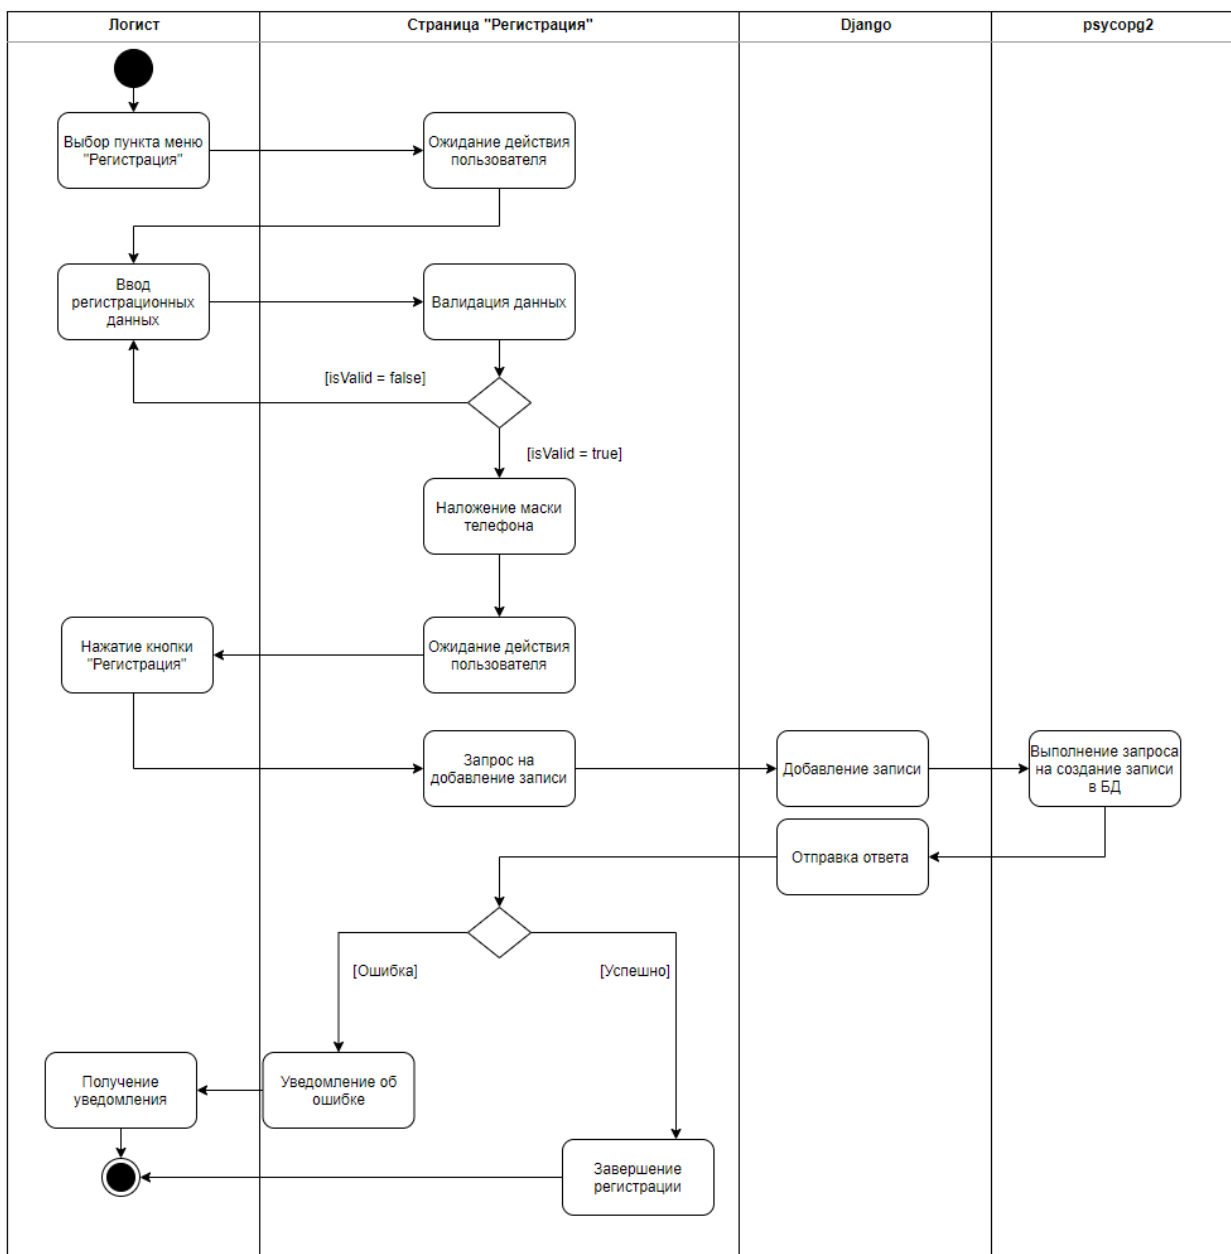 Логист
Страница "Регистрация"
Django
psycopg2
Выбор пункта меню
"Регистрация"
Ожидание действия
пользователя
Ввод
регистрационных
данных
Валидация данных
[isValid = false]
[isValid = true]
Наложение маски
телефона
Нажатие кнопки
"Регистрация"
Ожидание действия
пользователя
Запрос на
добавление записи
Добавление записи
Выполнение запроса
на создание записи
в БД
Отправка ответа
[Ошибка]
[Успешно]
Получение
уведомления
Уведомление об
ошибке
Завершение
регистрации